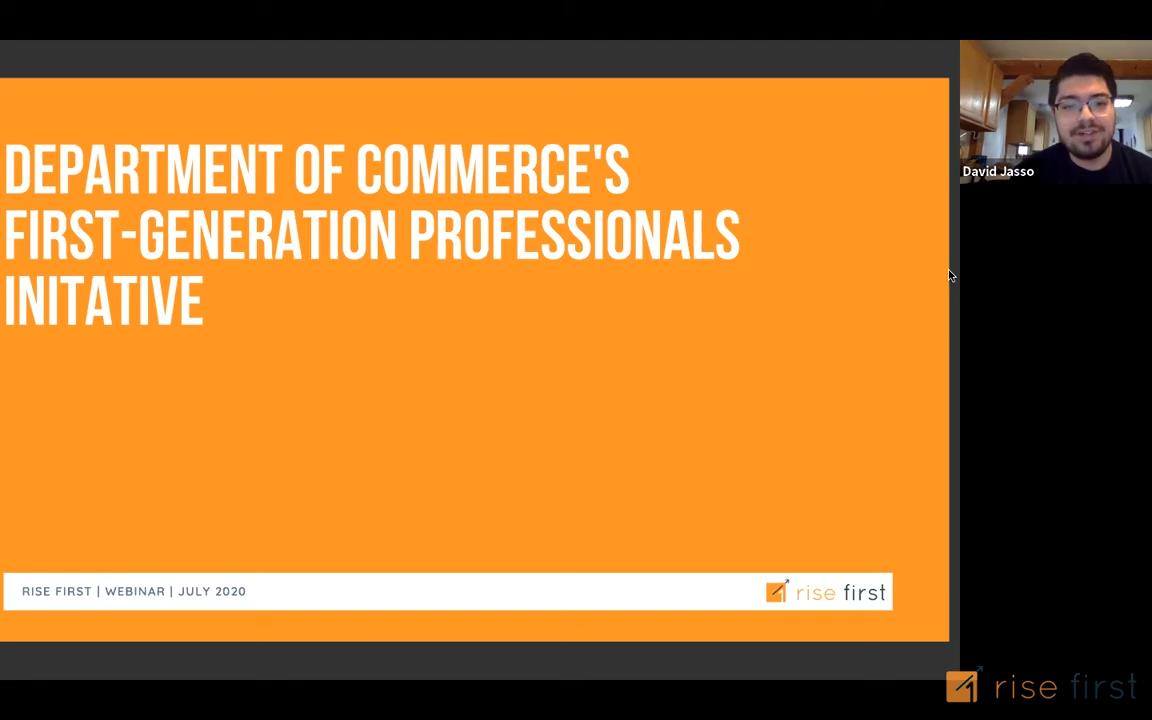 DEPARTMENT OF COMMERCE'S
FIRST-GENERATION PROFESSIONALS
INITATIVE
David Jasso
RISE FIRST | WEBINAR | JULY 2020
rise first
rise first